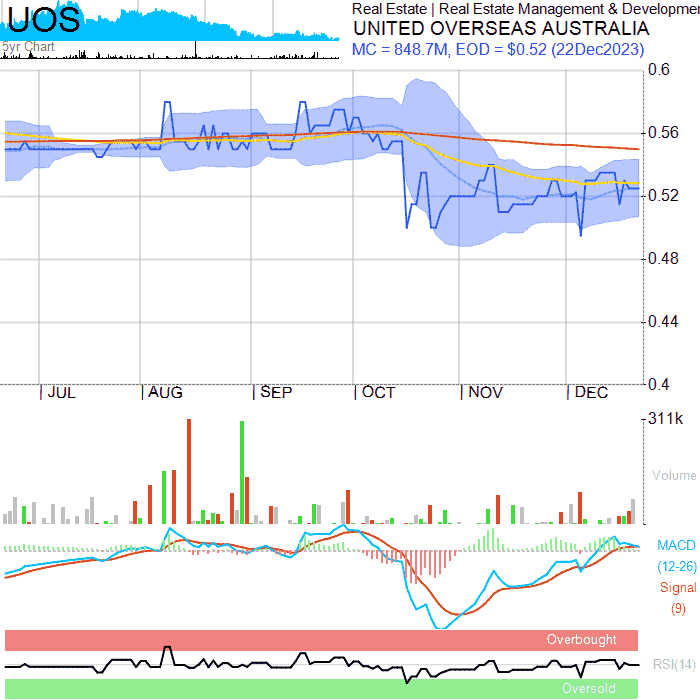 UOS
5yr Chart
Real Estate | Real Estate Management & Developmer
UNITED OVERSEAS AUSTRALIA
MC = 848.7M, EOD = $0.52 (22Dec2023)
0.6
0.56
0.52
0.48
0.44
0.4
JUL AUG SEP OCT NOV DEC
311k
Volume
MACD
(12-26)
Signal
(9)
Overbought
RSI(14)
Oversold